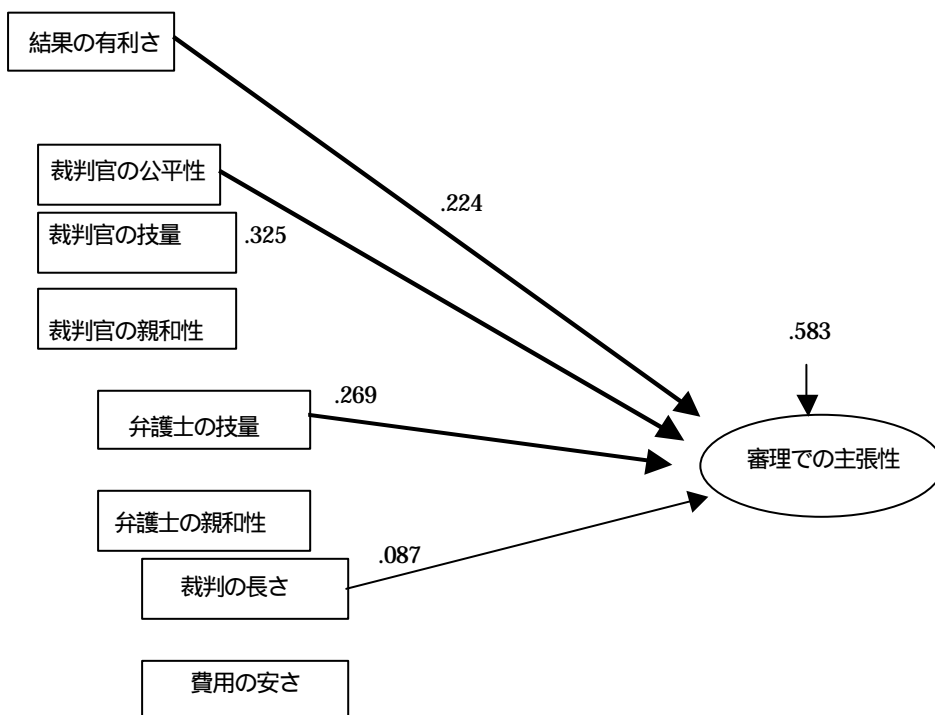 結果の有利さ
裁判官の公平性
.224
裁判官の技量
.325
裁判官の親和性
.583
.269
弁護士の技量
審理での主張性
弁護士の親和性
.087
裁判の長さ
費用の安さ